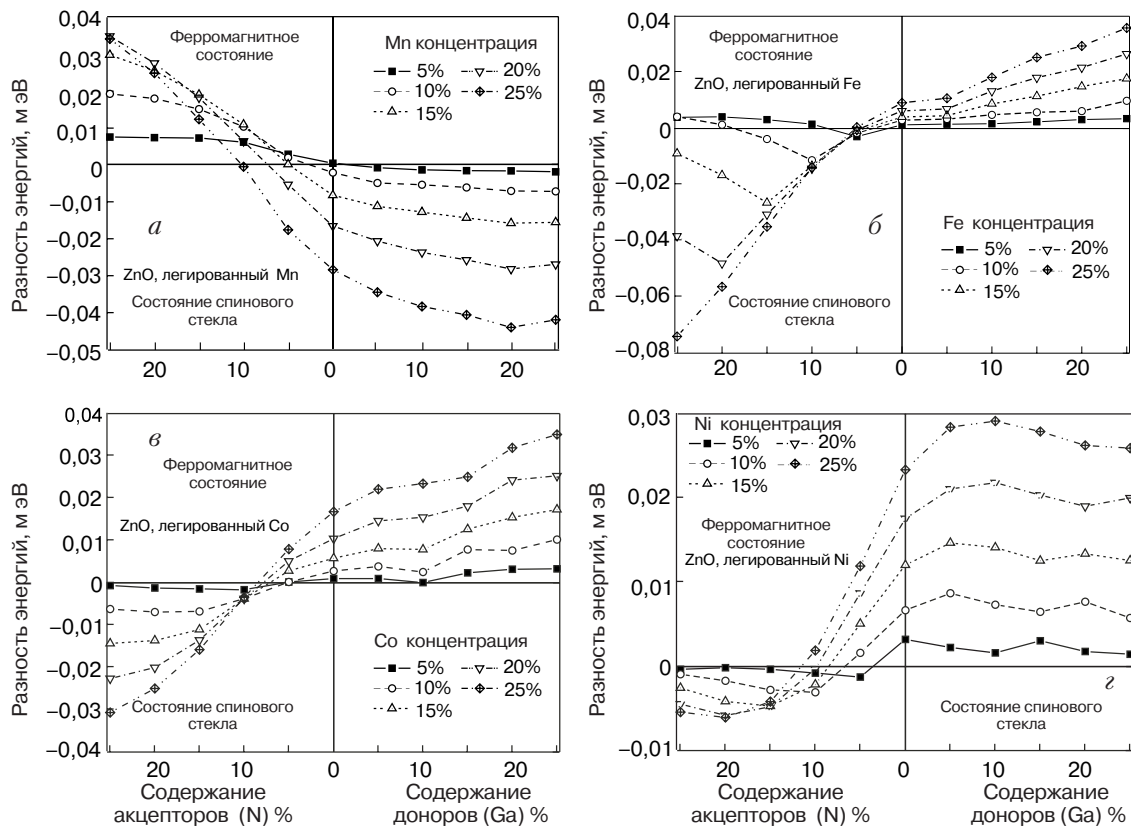 0,04
0,03
0,02
0,01
0
−0,01
−0,02
−0,03
−0,04
−0,05
Разность энергий, м эВ
Ферромагнитное
состояние
Mn концентрация
5%
20%
10%
25%
15%
а
ZnO, легированный Mn
Состояние спинового
стекла
20
10
0
10
20
0,04
0,02
0
−0,02
−0,04
−0,06
−0,08
Разность энергий, м эВ
Ферромагнитное
состояние
ZnO, легированный Fe
б
Fe концентрация
5%
20%
10%
25%
15%
Состояние спинового
стекла
20
10
0
10
20
0,04
0,03
0,02
0,01
0
−0,01
−0,02
−0,03
−0,04
Разность энергий, м эВ
в
Ферромагнитное
состояние
ZnO, легированный Co
Co концентрация
5%
20%
10%
25%
15%
Состояние спинового
стекла
20
10
0
10
20
Содержание
акцепторов (N) %
Содержание
доноров (Ga) %
0,03
0,02
0,01
0
−0,01
Разность энергий, м эВ
Ni концентрация
5%
20%
10%
25%
15%
Ферромагнитное
состояние
ZnO, легированный Ni
г
Состояние спинового
стекла
20
10
0
10
20
Содержание
акцепторов (N) %
Содержание
доноров (Ga) %